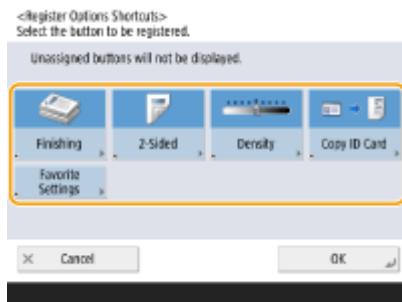 <Register Options Shortcuts>
Select the button to be registered.
Unassigned buttons will not be displayed.
Finishing
2-Sided
Density
Copy ID Card
Favorite
Settings
Cancel
OK